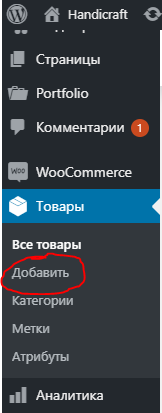 Handicraft
Страницы
Portfolio
Комментарии 1
WooCommerce
Товары
Все товары
Добавить
Категории
Метки
Атрибуты
Аналитика